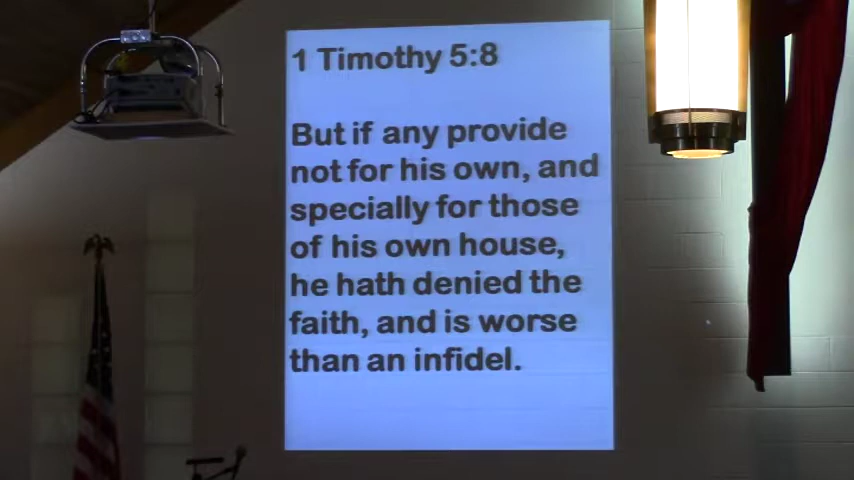 1 Timothy 5:8
But if any provide
not for his own, and
specially for those
of his own house,
he hath denied the
faith, and is worse
than an infidel.